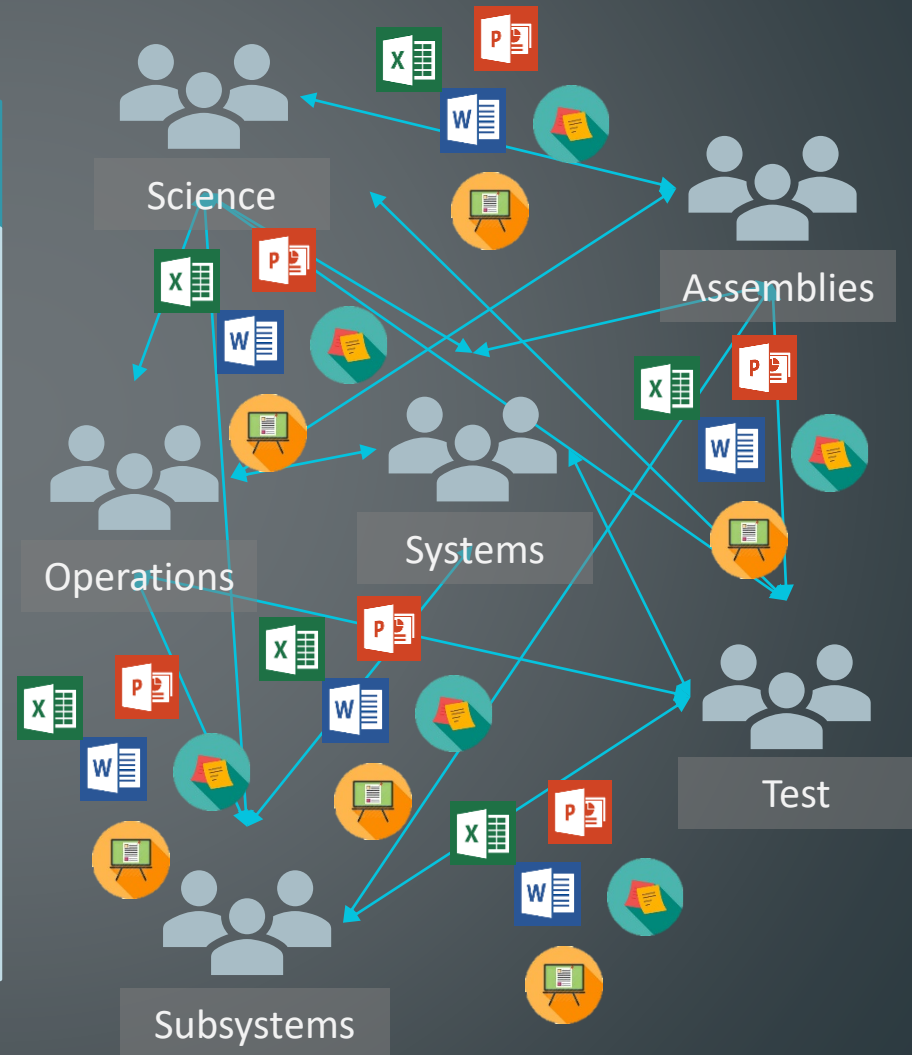 P
X
W
Science
P
X
Assemblies
W
P
X
W
Systems
Operations
P
X
P
X
W
W
Test
P
X
W
Subsystems